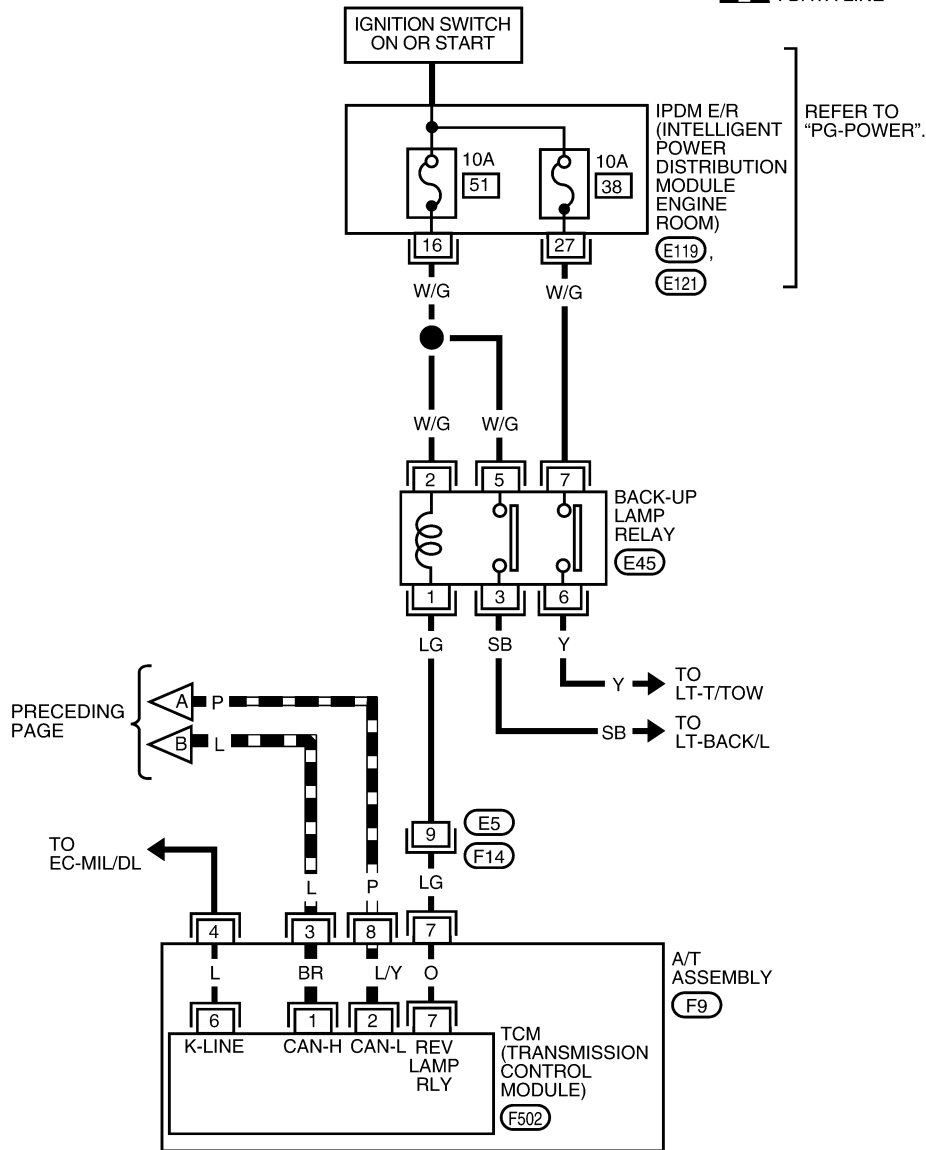 IGNITION SWITCH
ON OR START
IPDM E/R
(INTELLIGENT
POWER
DISTRIBUTION
MODULE
ENGINE
ROOM)
E119 ,
E121
REFER TO
“PG-POWER”.
10A
51
10A
38
16
27
W/G
W/G
W/G
W/G
2
5
7
BACK-UP
LAMP
RELAY
E45
1
3
6
LG
SB
Y
Y
TO
LT-T/TOW
SB
TO
LT-BACK/L
PRECEDING
PAGE
A
P
B
L
9
E5
F14
TO
EC-MIL/DL
L
P
LG
4
3
8
7
A/T
ASSEMBLY
F9
L
BR
L/Y
O
6
1
2
7
K-LINE
CAN-H
CAN-L
REV
LAMP
RLY
TCM
(TRANSMISSION
CONTROL
MODULE)
F502